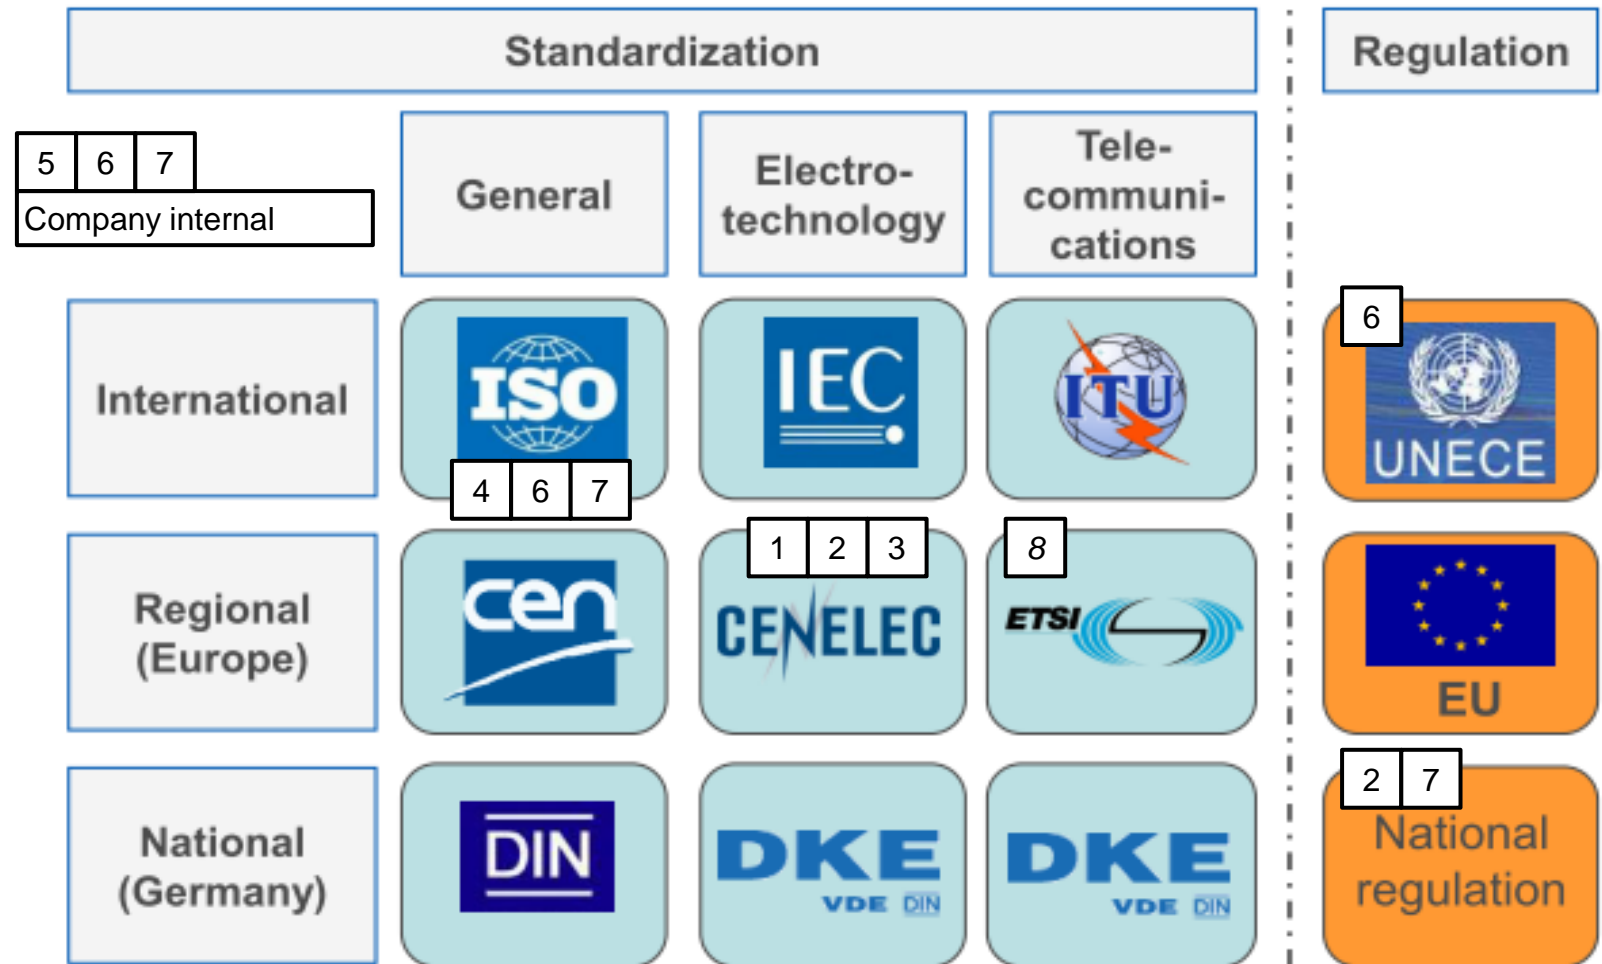 Standardization
Regulation
5 6 7
Company internal
General
Electro-
technology
Tele-
communi-
cations
International
ISO
4 6 7
IEC
ITU
6
UNECE
Regional
(Europe)
cen
1 2 3
CENELEC
8
ETSI
EU
National
(Germany)
DIN
DKE
VDE DIN
DKE
VDE DIN
2 7
National
regulation